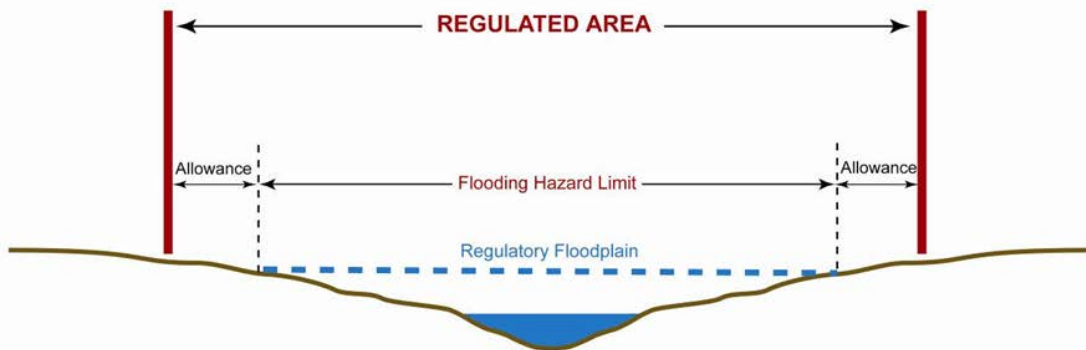 REGULATED AREA
Allowance
Flooding Hazard Limit
Allowance
Regulatory Floodplain